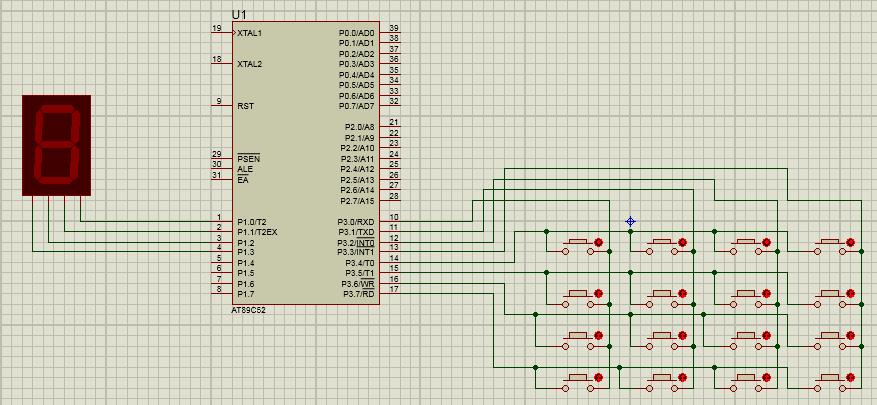 U1
19 XTAL1 P0.0/AD0 39
P0.1/AD1 38
P0.2/AD2 37
18 XTAL2 P0.3/AD3 36
P0.4/AD4 35
P0.5/AD5 34
P0.6/AD6 33
9 RST P0.7/AD7 32
P2.0/A8 21
P2.1/A9 22
P2.2/A10 23
29 PSEN P2.3/A11 24
30 ALE P2.4/A12 25
31 EA P2.5/A13 26
P2.6/A14 27
P2.7/A15 28
1 P1.0/T2 P3.0/RXD 10
2 P1.1/T2EX P3.1/TXD 11
3 P1.2 P3.2/INT0 12
4 P1.3 P3.3/INT1 13
5 P1.4 P3.4/T0 14
6 P1.5 P3.5/T1 15
7 P1.6 P3.6/WR 16
8 P1.7 P3.7/RD 17
AT89C52